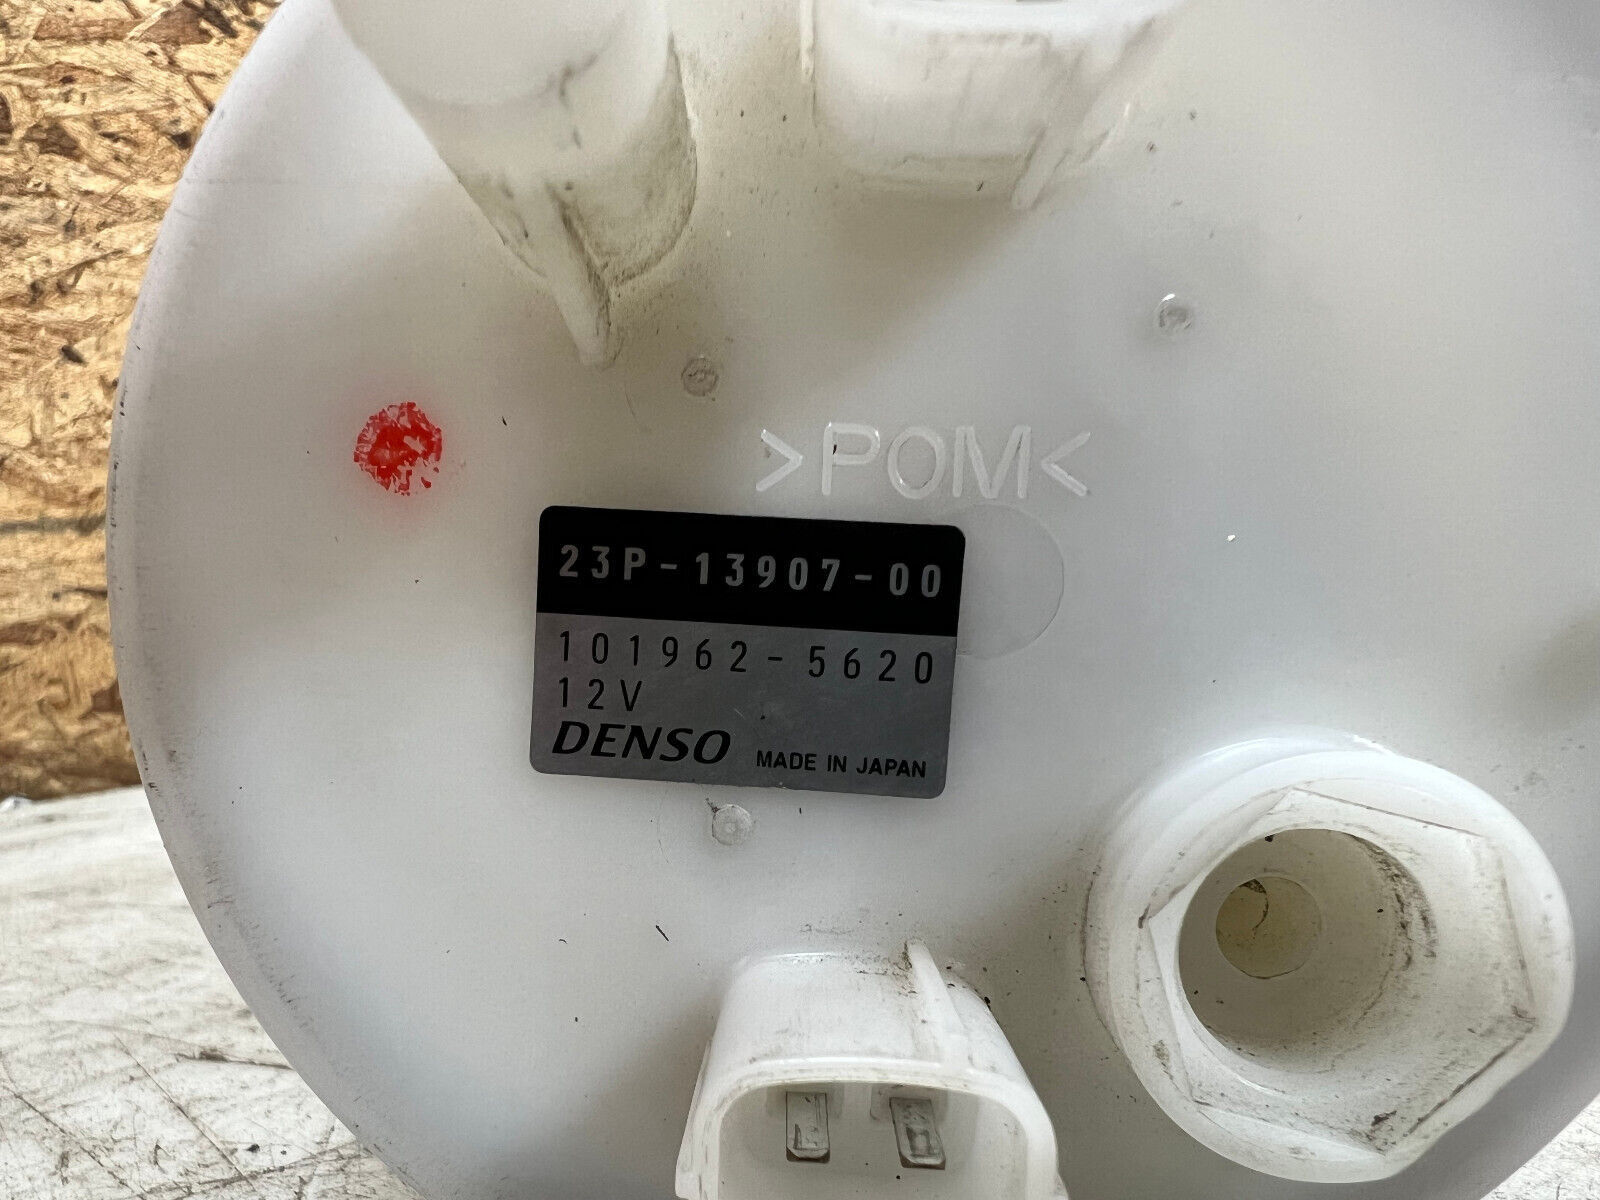 >POM<
23P-13907-00
101962-5620
12V
DENSO MADE IN JAPAN